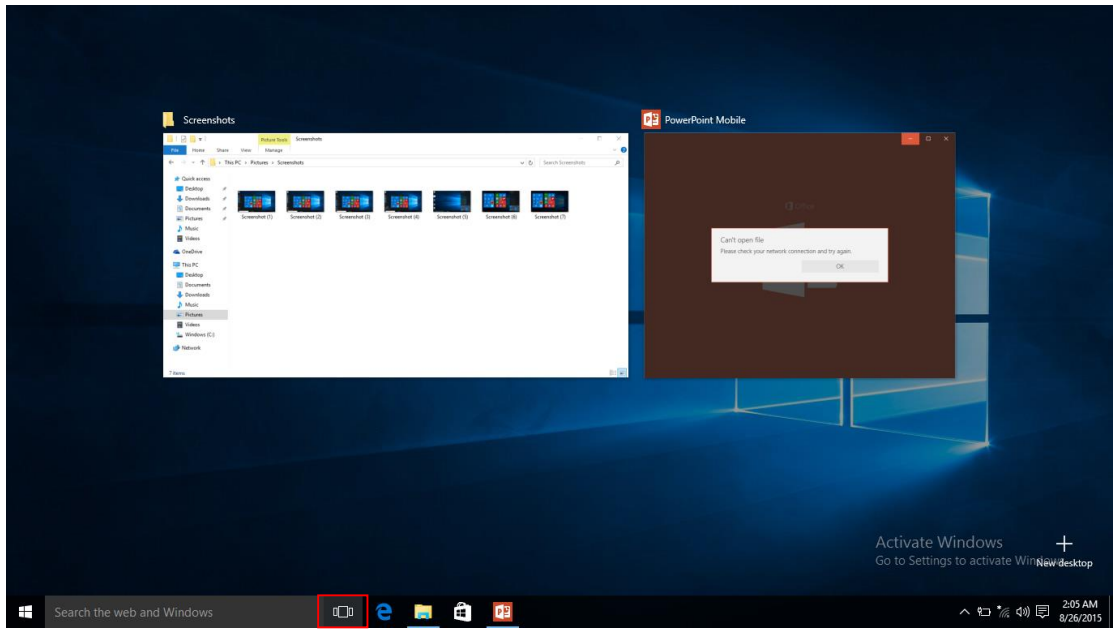 Screenshots
Picture Tools Screenshots
File Home Share View Manage
This PC › Pictures › Screenshots
Search Screenshots
Quick access
Desktop
Downloads
Documents
Pictures
Music
Videos
OneDrive
This PC
Desktop
Documents
Downloads
Music
Pictures
Videos
Windows (C:)
Network
Screenshot (1) Screenshot (2) Screenshot (3) Screenshot (4) Screenshot (5) Screenshot (6) Screenshot (7)
7 items
PowerPoint Mobile
Office
Can't open file
Please check your network connection and try again.
OK
Activate Windows
Go to Settings to activate Windows.
New desktop
Search the web and Windows
2:05 AM
8/26/2015